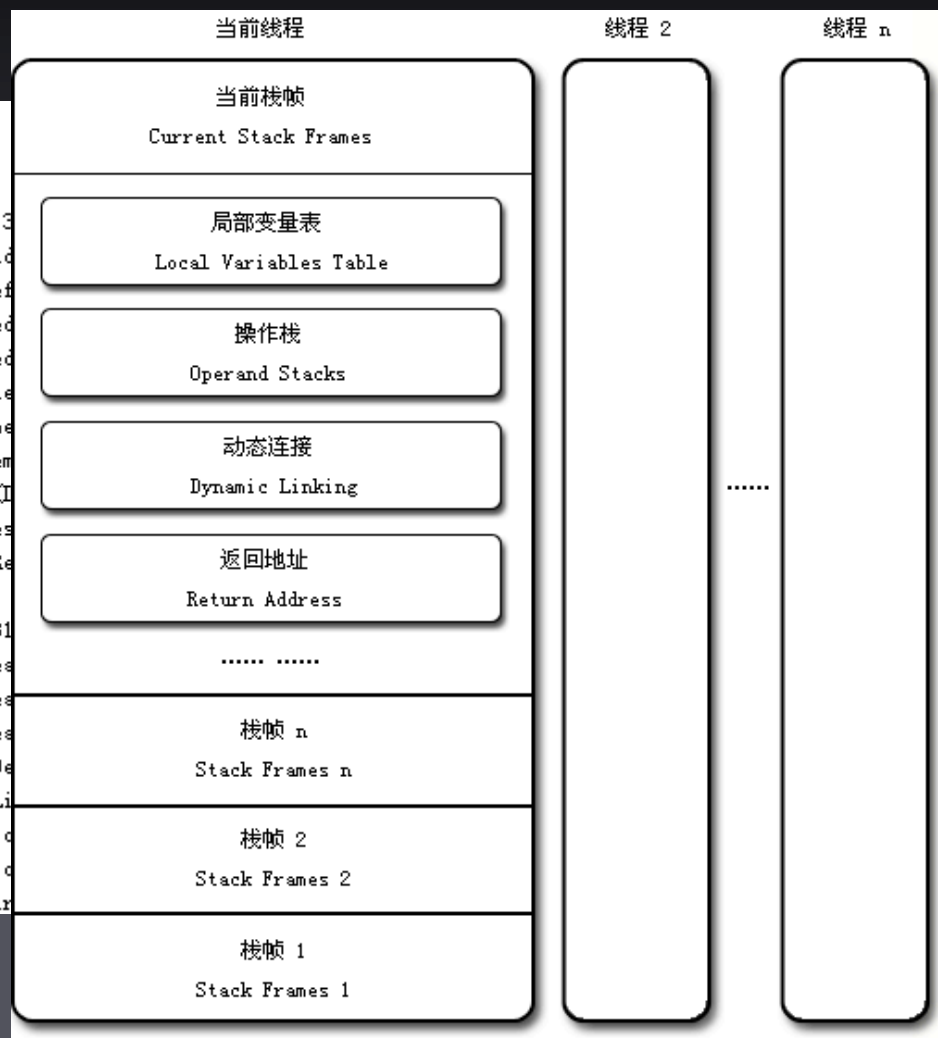 当前线程
线程 2
线程 n
当前栈帧
Current Stack Frames
局部变量表
Local Variables Table
操作栈
Operand Stacks
动态连接
Dynamic Linking
返回地址
Return Address
…… ……
……
栈帧 n
Stack Frames n
栈帧 2
Stack Frames 2
栈帧 1
Stack Frames 1